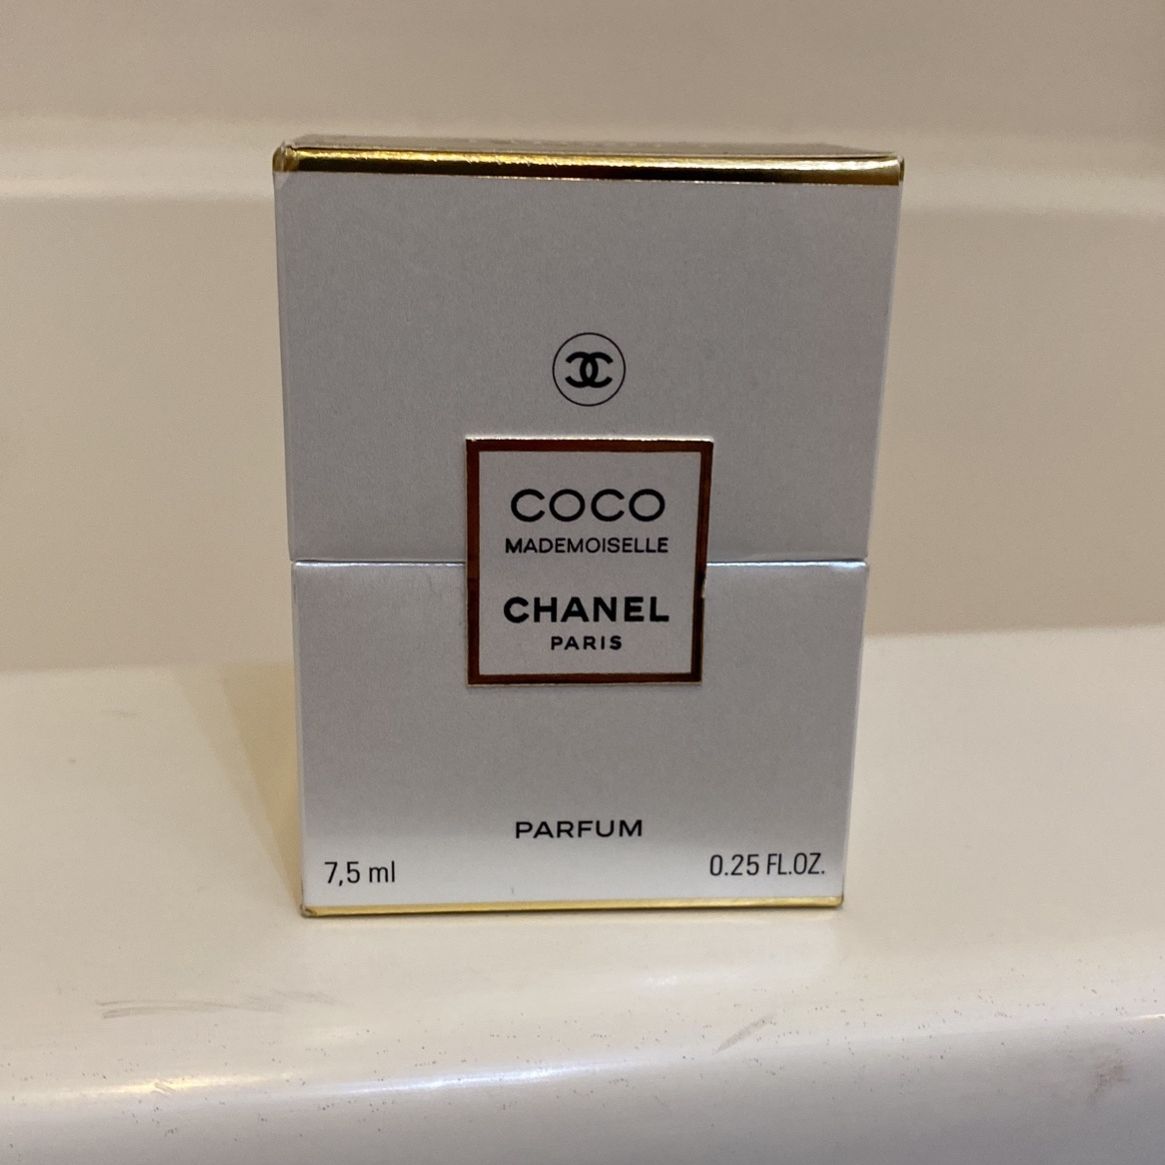 COCO
MADEMOISELLE
CHANEL
PARIS
PARFUM
7,5 ml
0.25 FL.OZ.